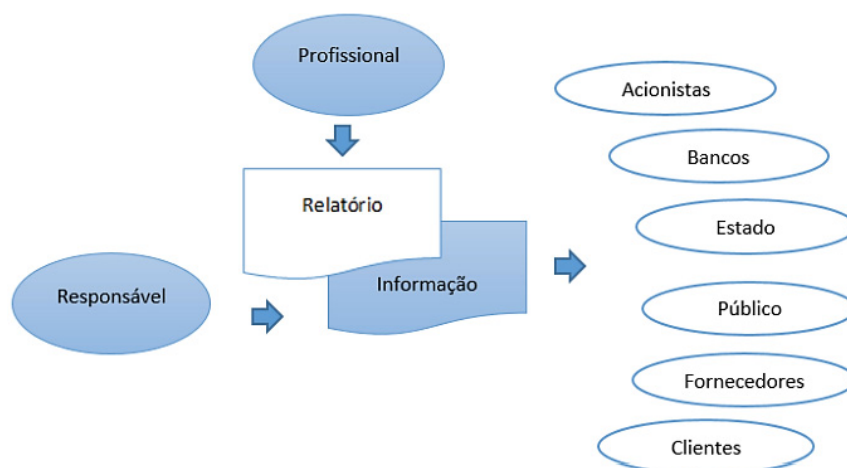 Profissional
Acionistas
Bancos
Relatório
Estado
Responsável
Informação
Público
Fornecedores
Clientes